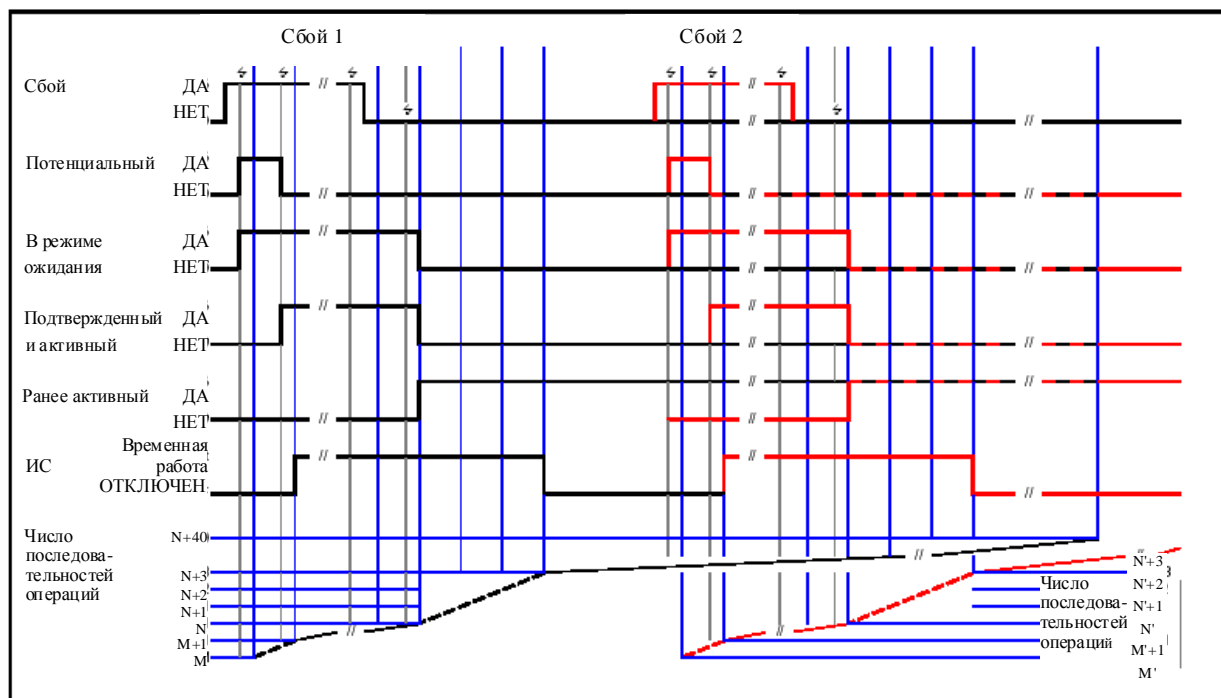 Сбой 1
Сбой 2
Сбой
ДА
НЕТ
Потенциальный
ДА
НЕТ
В режиме
ожидания
ДА
НЕТ
Подтвержденный
и активный
ДА
НЕТ
Ранее активный
ДА
НЕТ
ИС
Временная
работа
ОТКЛЮЧЕН
Число
последова-
тельностей
операций
N+40
N+3
N+2
N+1
N
M+1
M
Число
последова-
тельностей
операций
N'+3
N'+2
N'+1
N'
M'+1
M'